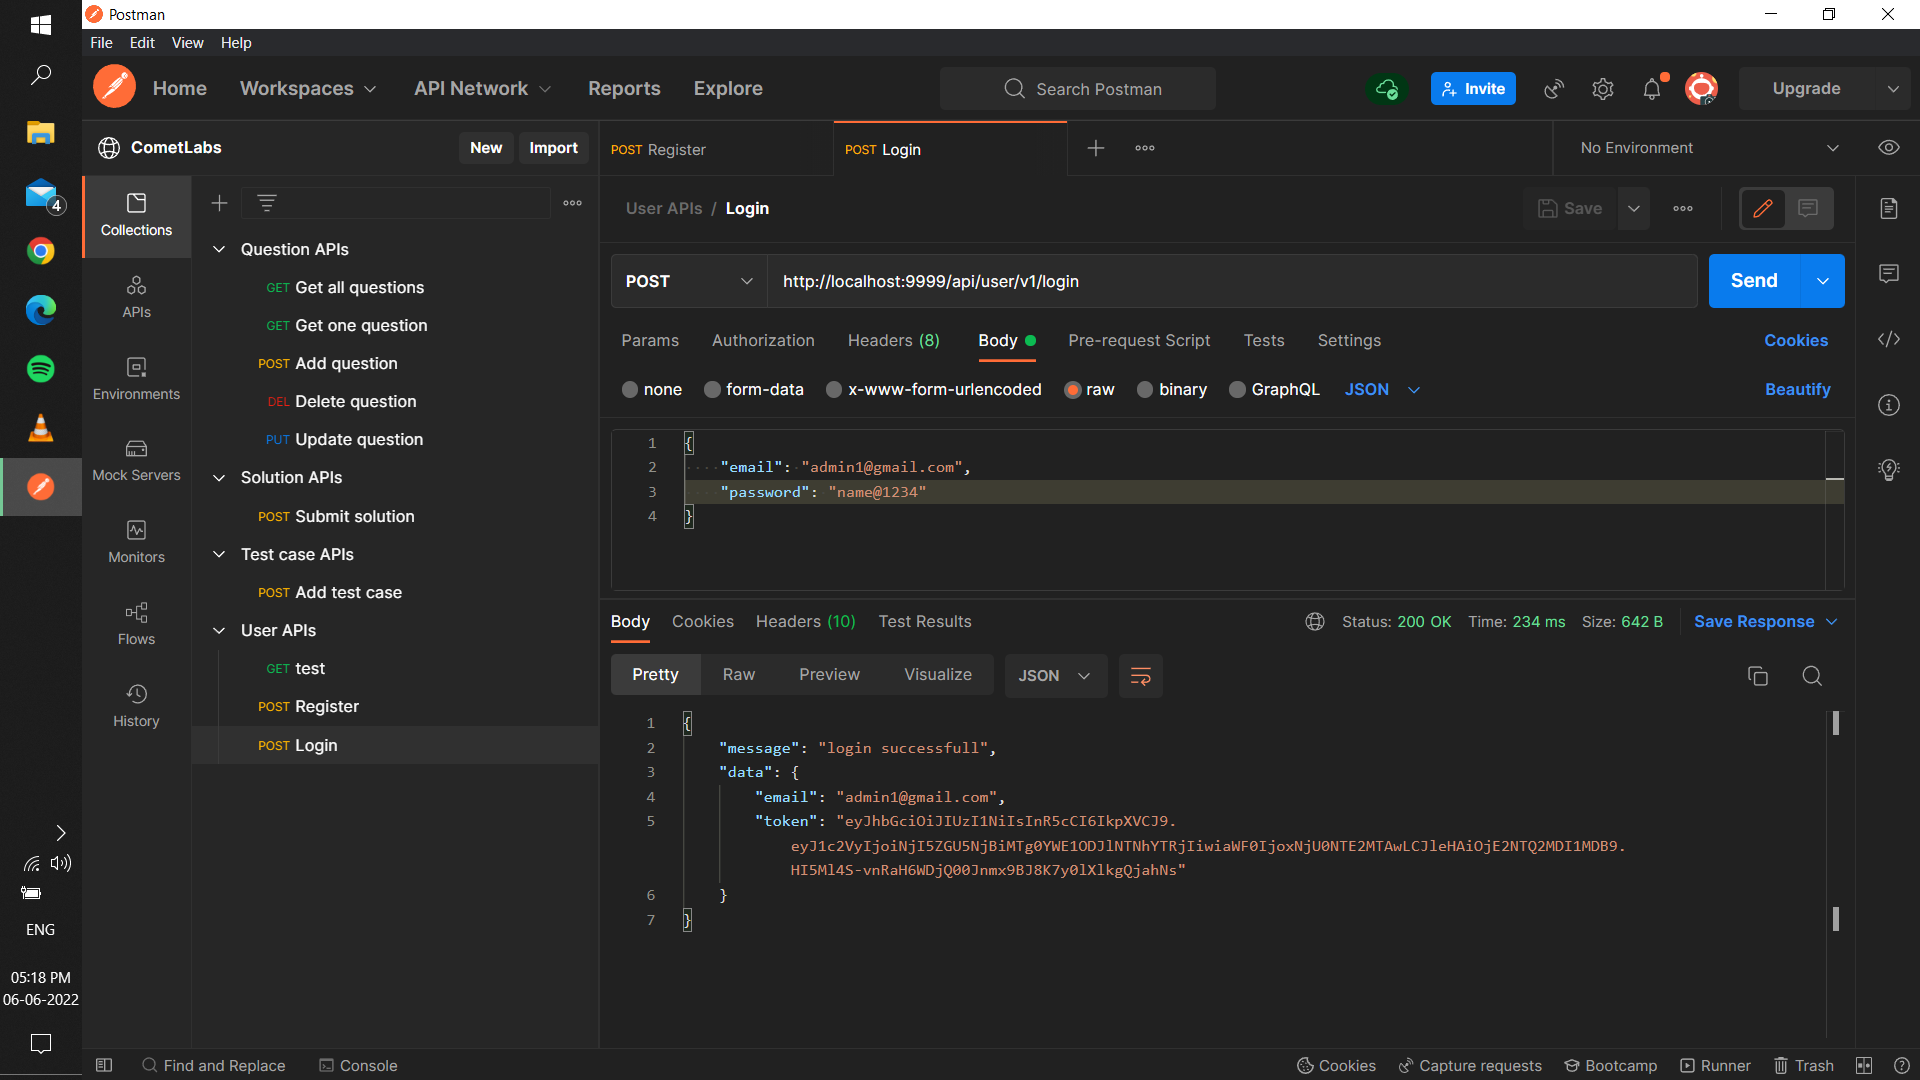 Postman
File Edit View Help
Home Workspaces API Network Reports Explore Search Postman Invite Upgrade
CometLabs New Import
POST Register POST Login No Environment
Collections
APIs
Environments
Mock Servers
Monitors
Flows
History
Question APIs
GET Get all questions
GET Get one question
POST Add question
DEL Delete question
PUT Update question
Solution APIs
POST Submit solution
Test case APIs
POST Add test case
User APIs
GET test
POST Register
POST Login
User APIs / Login Save
POST http://localhost:9999/api/user/v1/login Send
Params Authorization Headers (8) Body Pre-request Script Tests Settings Cookies
none form-data x-www-form-urlencoded raw binary GraphQL JSON Beautify
1 {
2 "email": "admin1@gmail.com",
3 "password": "name@1234"
4 }
Body Cookies Headers (10) Test Results Status: 200 OK Time: 234 ms Size: 642 B Save Response
Pretty Raw Preview Visualize JSON
1 {
2 "message": "login successfull",
3 "data": {
4 "email": "admin1@gmail.com",
5 "token": "eyJhbGciOiJIUzI1NiIsInR5cCI6IkpXVCJ9.
eyJ1c2VyIjoiNjI5ZGU5NjBiMTg0YWE1ODJlNTNhYTRjIiwiaWF0IjoxNjU0NTE2MTAwLCJleHAiOjE2NTQ2MDI1MDB9.
HI5Ml4S-vnRaH6WDjQ00Jnmx9BJ8K7y0lXlkgQjahNs"
6 }
7 }
4
ENG
05:18 PM
06-06-2022
Find and Replace Console Cookies Capture requests Bootcamp Runner Trash